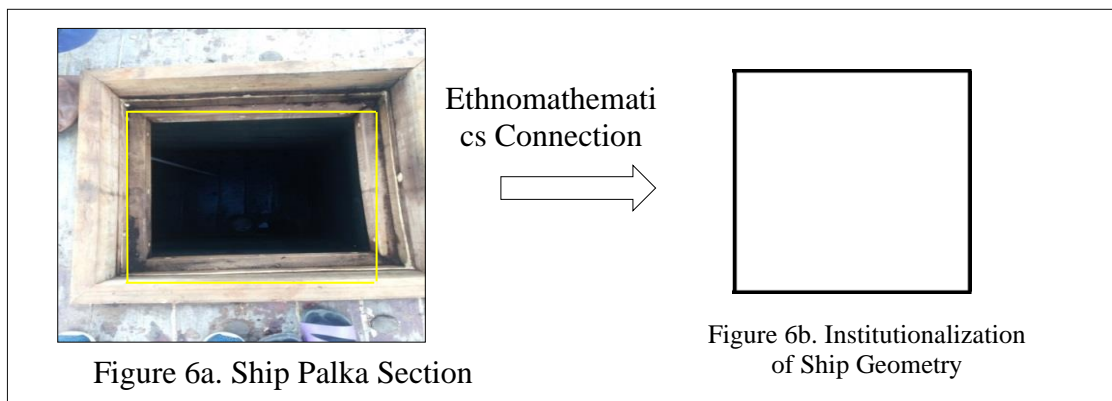 Ethnomathemati
cs Connection
Figure 6a. Ship Palka Section
Figure 6b. Institutionalization
of Ship Geometry